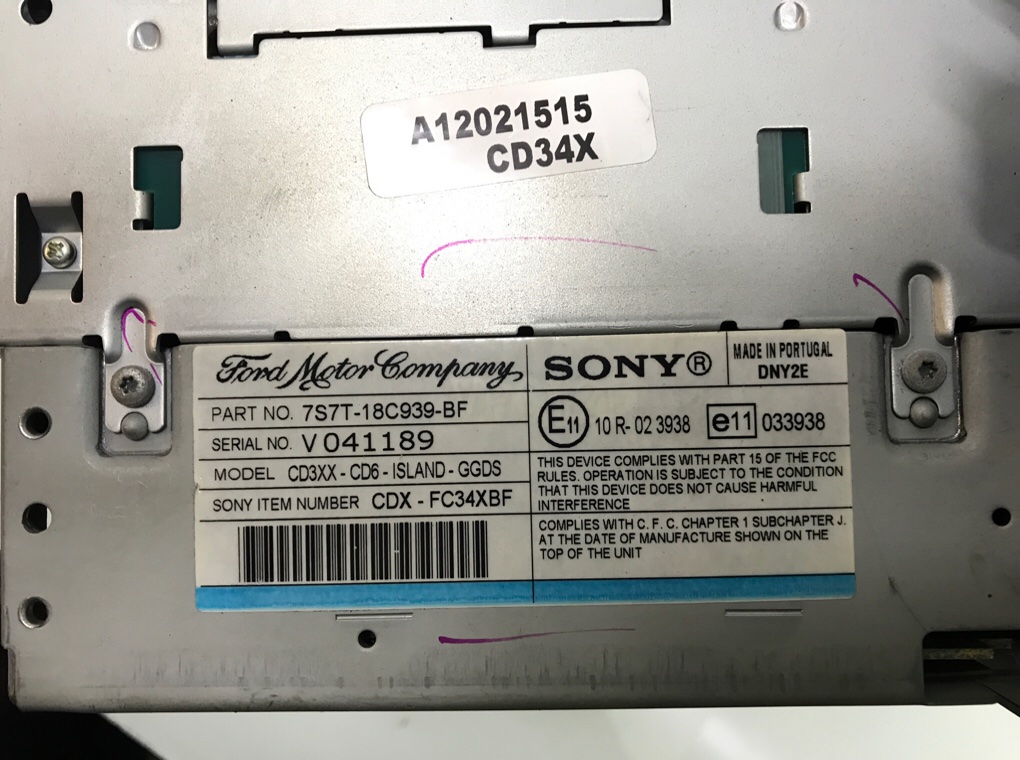 A12021515
CD34X
Ford Motor Company,
SONY®
MADE IN PORTUGAL
DNY2E
PART NO. 7S7T-18C939-BF
SERIAL NO. V041189
MODEL CD3XX - CD6 - ISLAND - GGDS
SONY ITEM NUMBER CDX - FC34XBF
E11 10 R- 02 3938 e11 033938
THIS DEVICE COMPLIES WITH PART 15 OF THE FCC
RULES. OPERATION IS SUBJECT TO THE CONDITION
THAT THIS DEVICE DOES NOT CAUSE HARMFUL
INTERFERENCE
COMPLIES WITH C. F. C. CHAPTER 1 SUBCHAPTER J.
AT THE DATE OF MANUFACTURE SHOWN ON THE
TOP OF THE UNIT